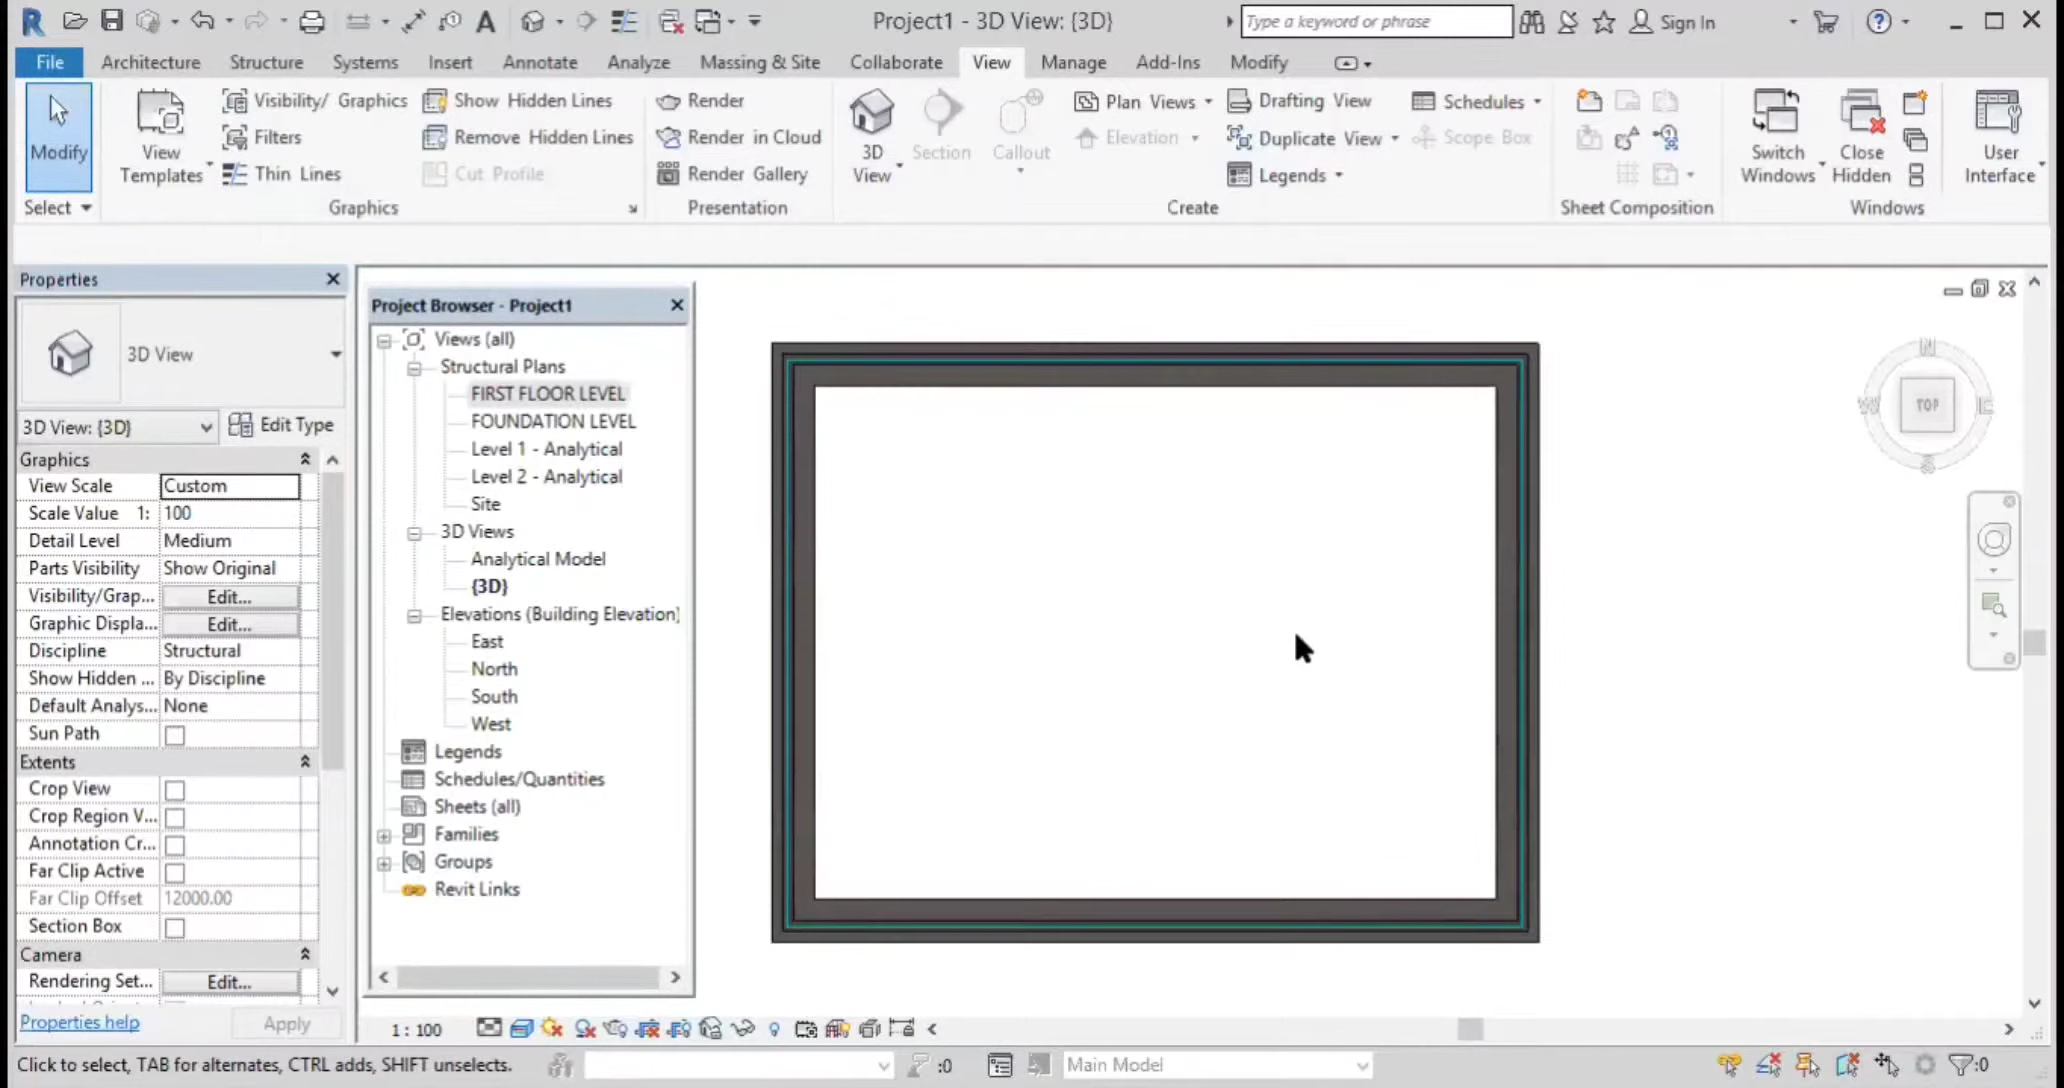 Project1 - 3D View: {3D}
Type a keyword or phrase
Sign In
File Architecture Structure Systems Insert Annotate Analyze Massing & Site Collaborate View Manage Add-Ins Modify
Modify
Select
View Templates
Visibility/ Graphics
Filters
Thin Lines
Show Hidden Lines
Remove Hidden Lines
Cut Profile
Graphics
Render
Render in Cloud
Render Gallery
Presentation
3D View
Section
Callout
Plan Views
Elevation
Drafting View
Duplicate View
Legends
Schedules
Scope Box
Create
Sheet Composition
Switch Windows
Close Hidden
Windows
User Interface
Properties
3D View
3D View: {3D}
Edit Type
Graphics
View Scale Custom
Scale Value 1: 100
Detail Level Medium
Parts Visibility Show Original
Visibility/Grap... Edit...
Graphic Displa... Edit...
Discipline Structural
Show Hidden ... By Discipline
Default Analys... None
Sun Path
Extents
Crop View
Crop Region V...
Annotation Cr...
Far Clip Active
Far Clip Offset 12000.00
Section Box
Camera
Rendering Set... Edit...
Properties help
Apply
Project Browser - Project1
Views (all)
Structural Plans
FIRST FLOOR LEVEL
FOUNDATION LEVEL
Level 1 - Analytical
Level 2 - Analytical
Site
3D Views
Analytical Model
{3D}
Elevations (Building Elevation)
East
North
South
West
Legends
Schedules/Quantities
Sheets (all)
Families
Groups
Revit Links
N
W
TOP
S
1 : 100
Click to select, TAB for alternates, CTRL adds, SHIFT unselects.
:0
Main Model
:0